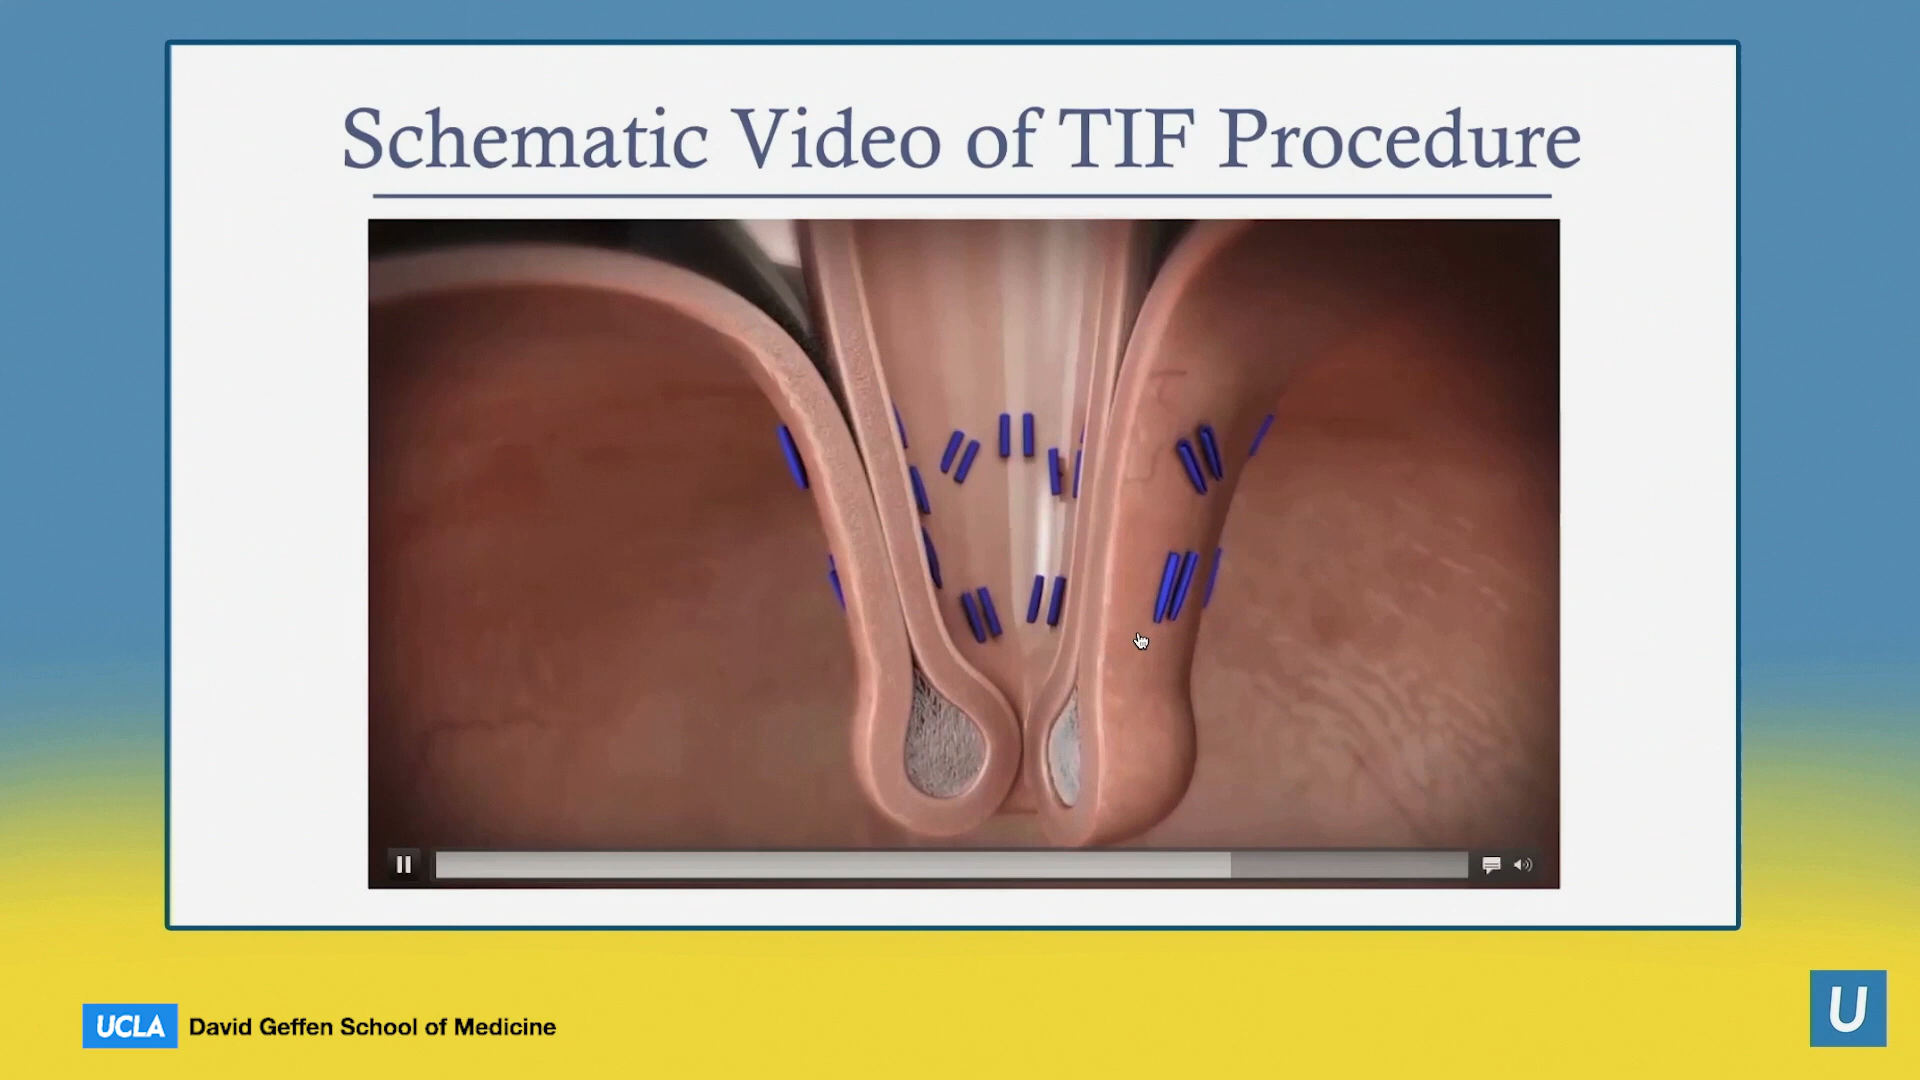 Schematic Video of TIF Procedure
UCLA David Geffen School of Medicine
U